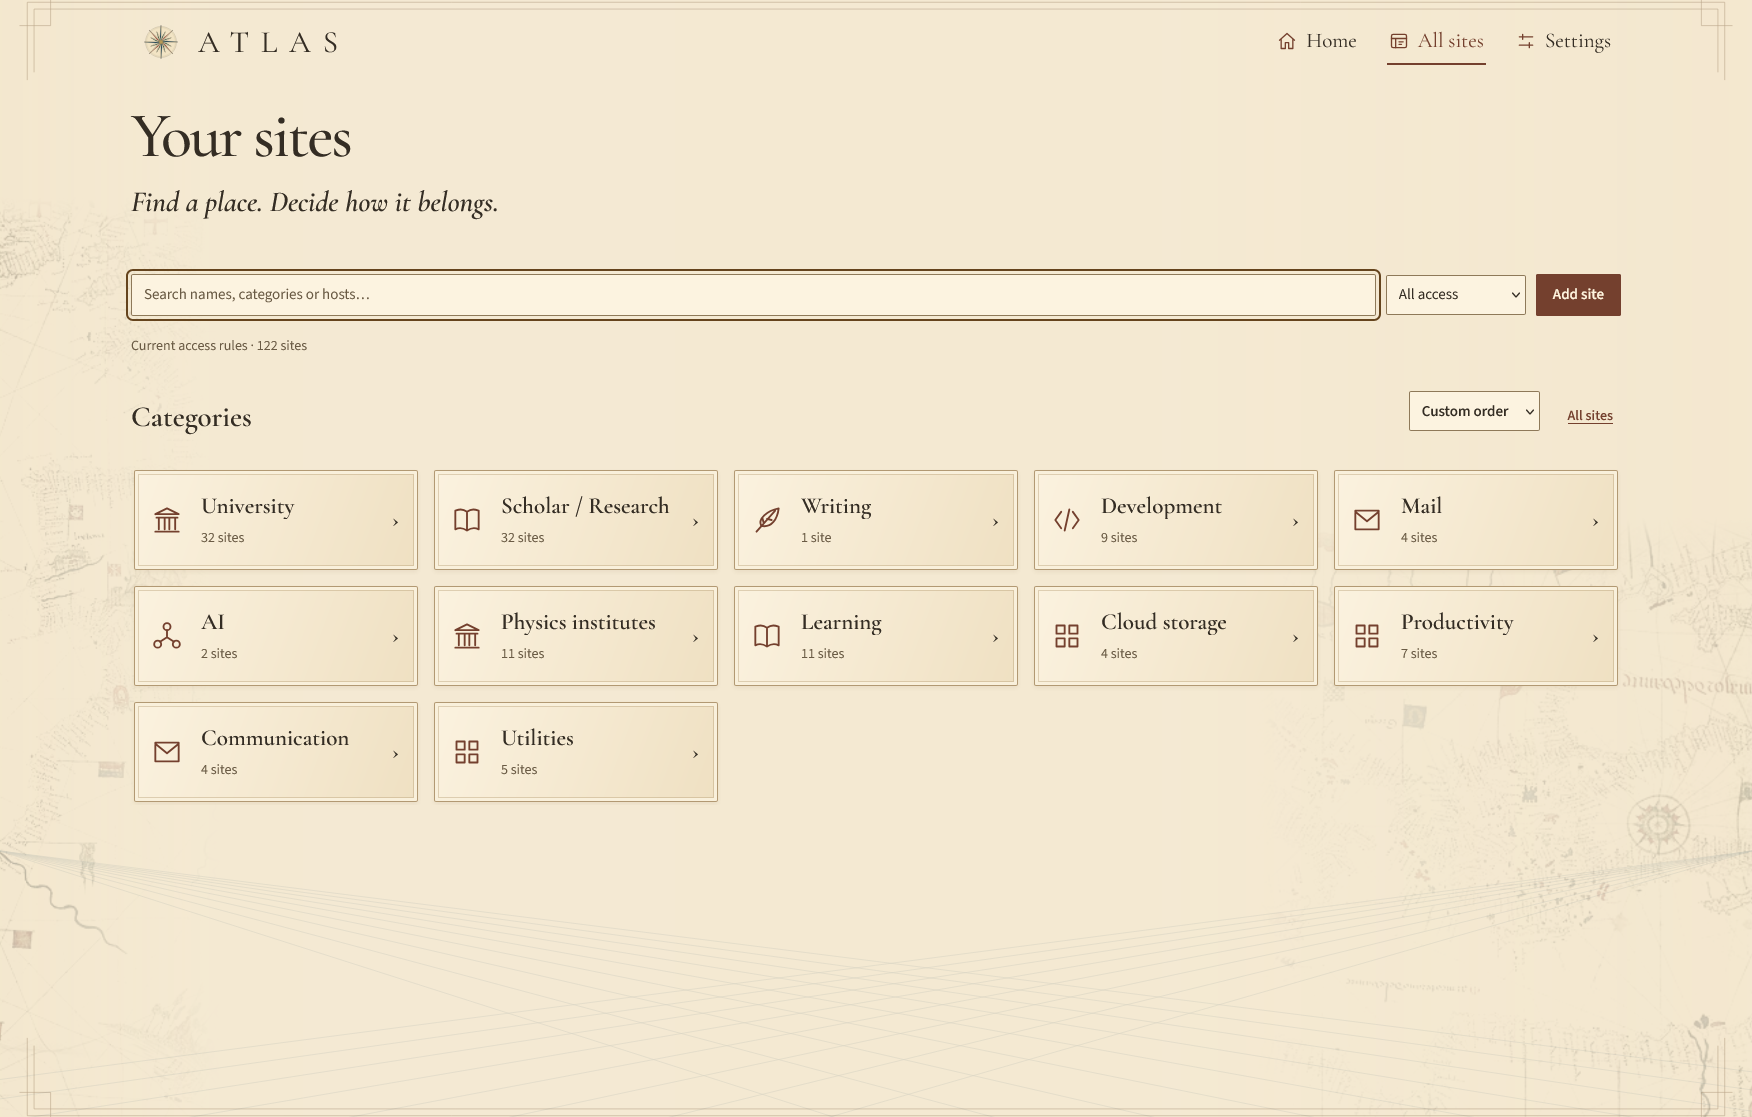 ATLAS
Home
All sites
Settings
Your sites
Find a place. Decide how it belongs.
Search names, categories or hosts…
All access
Add site
Current access rules · 122 sites
Categories
Custom order
All sites
University
32 sites
Scholar / Research
32 sites
Writing
1 site
Development
9 sites
Mail
4 sites
AI
2 sites
Physics institutes
11 sites
Learning
11 sites
Cloud storage
4 sites
Productivity
7 sites
Communication
4 sites
Utilities
5 sites